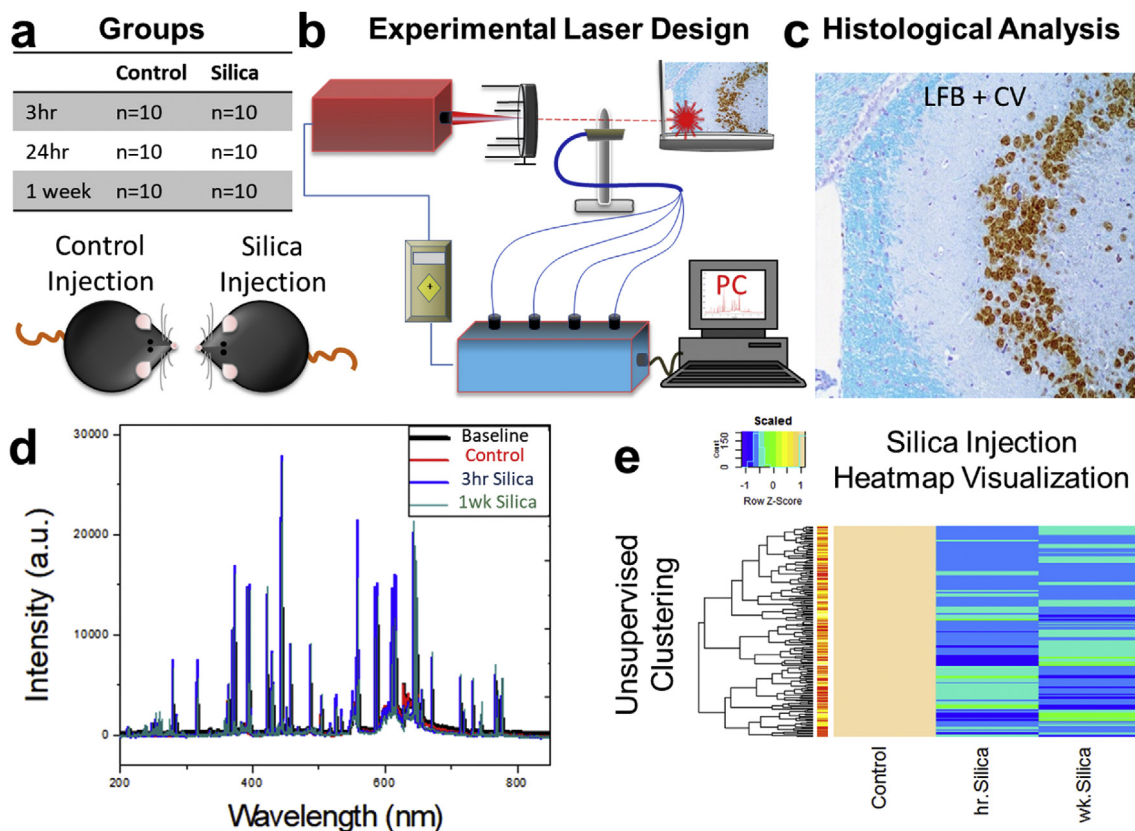 a Groups
Control Silica
3hr n=10 n=10
24hr n=10 n=10
1 week n=10 n=10
Control
Injection
Silica
Injection
b Experimental Laser Design
PC
c Histological Analysis
LFB + CV
d
Intensity (a.u.)
30000
20000
10000
0
Baseline
Control
3hr Silica
1wk Silica
200 400 600 800
Wavelength (nm)
e
Scaled
Count
0 150
-1 0 1
Row Z-Score
Silica Injection
Heatmap Visualization
Unsupervised
Clustering
Control
hr.Silica
wk.Silica